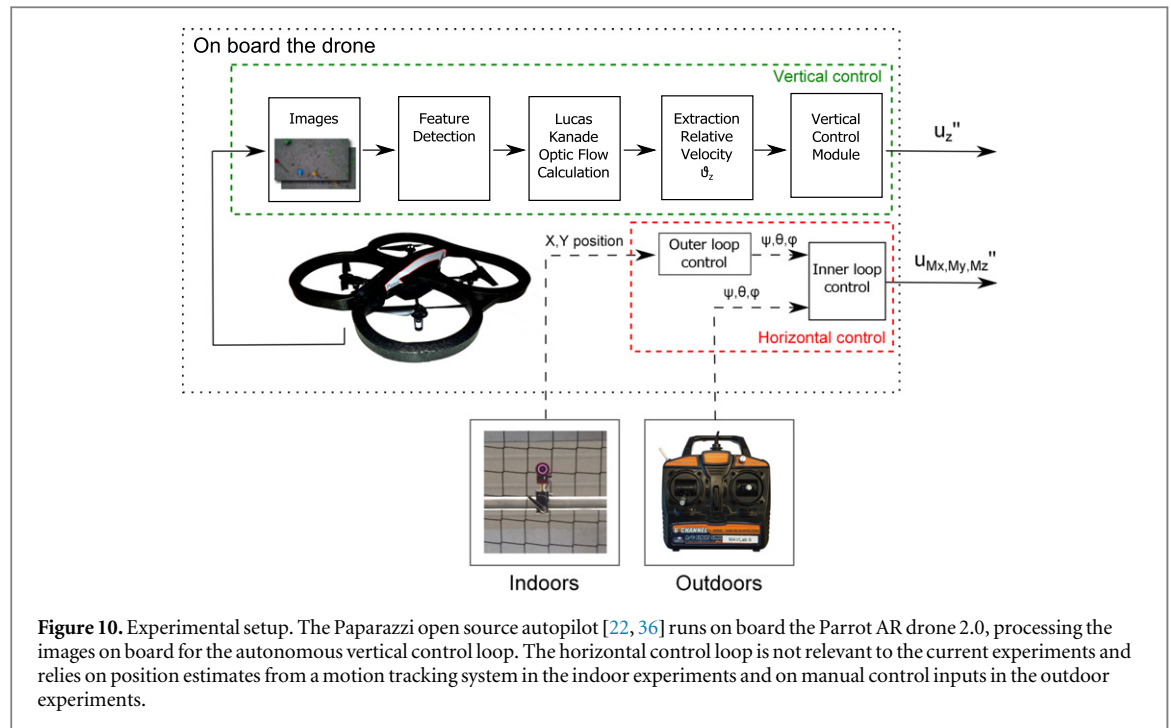 On board the drone
Vertical control
Images
Feature
Detection
Lucas
Kanade
Optic Flow
Calculation
Extraction
Relative
Velocity
ϑz
Vertical
Control
Module
uz"
X,Y position
Outer loop
control
ψ,θ,φ
ψ,θ,φ
Inner loop
control
uMx,My,Mz"
Horizontal control
CHANNEL
Indoors
Outdoors
Figure 10. Experimental setup. The Paparazzi open source autopilot [22, 36] runs on board the Parrot AR drone 2.0, processing the
images on board for the autonomous vertical control loop. The horizontal control loop is not relevant to the current experiments and
relies on position estimates from a motion tracking system in the indoor experiments and on manual control inputs in the outdoor
experiments.